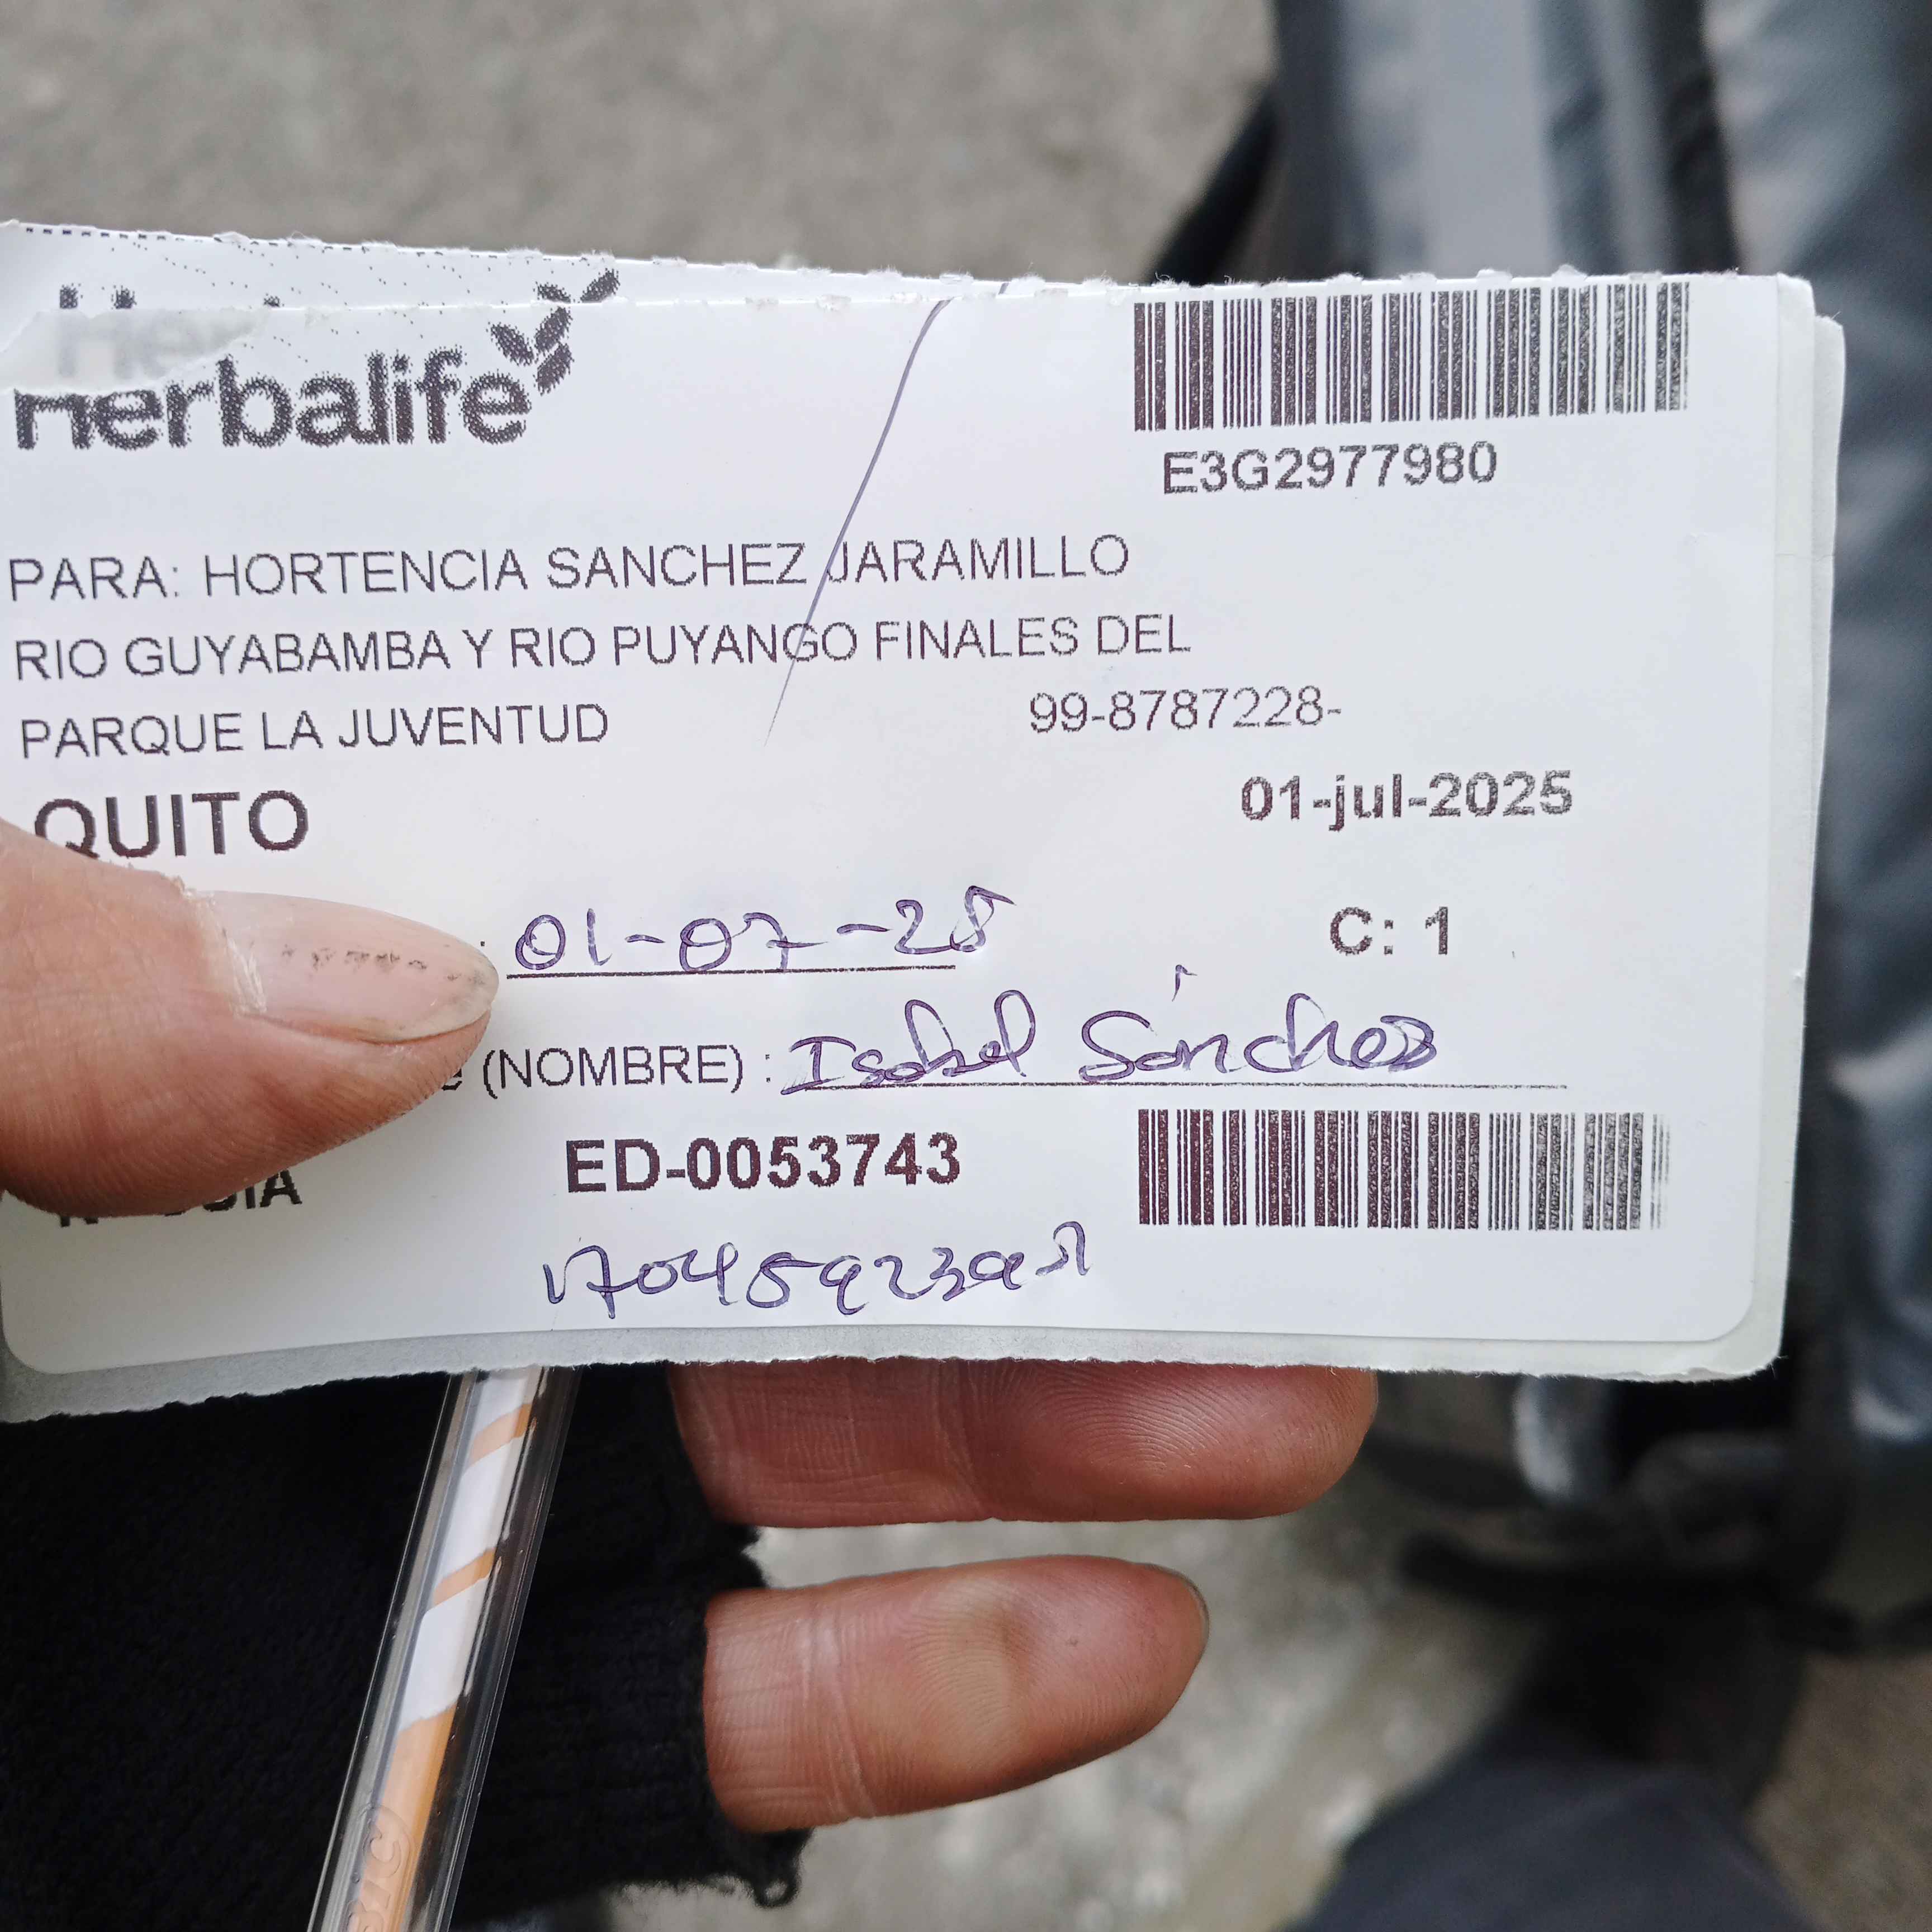 Herbalife
E3G2977980
PARA: HORTENCIA SANCHEZ JARAMILLO
RIO GUYABAMBA Y RIO PUYANGO FINALES DEL
PARQUE LA JUVENTUD 99-8787228-
QUITO 01-jul-2025
01-07-25
C: 1
(NOMBRE) : Isabel Sánchez
ED-0053743
BIC